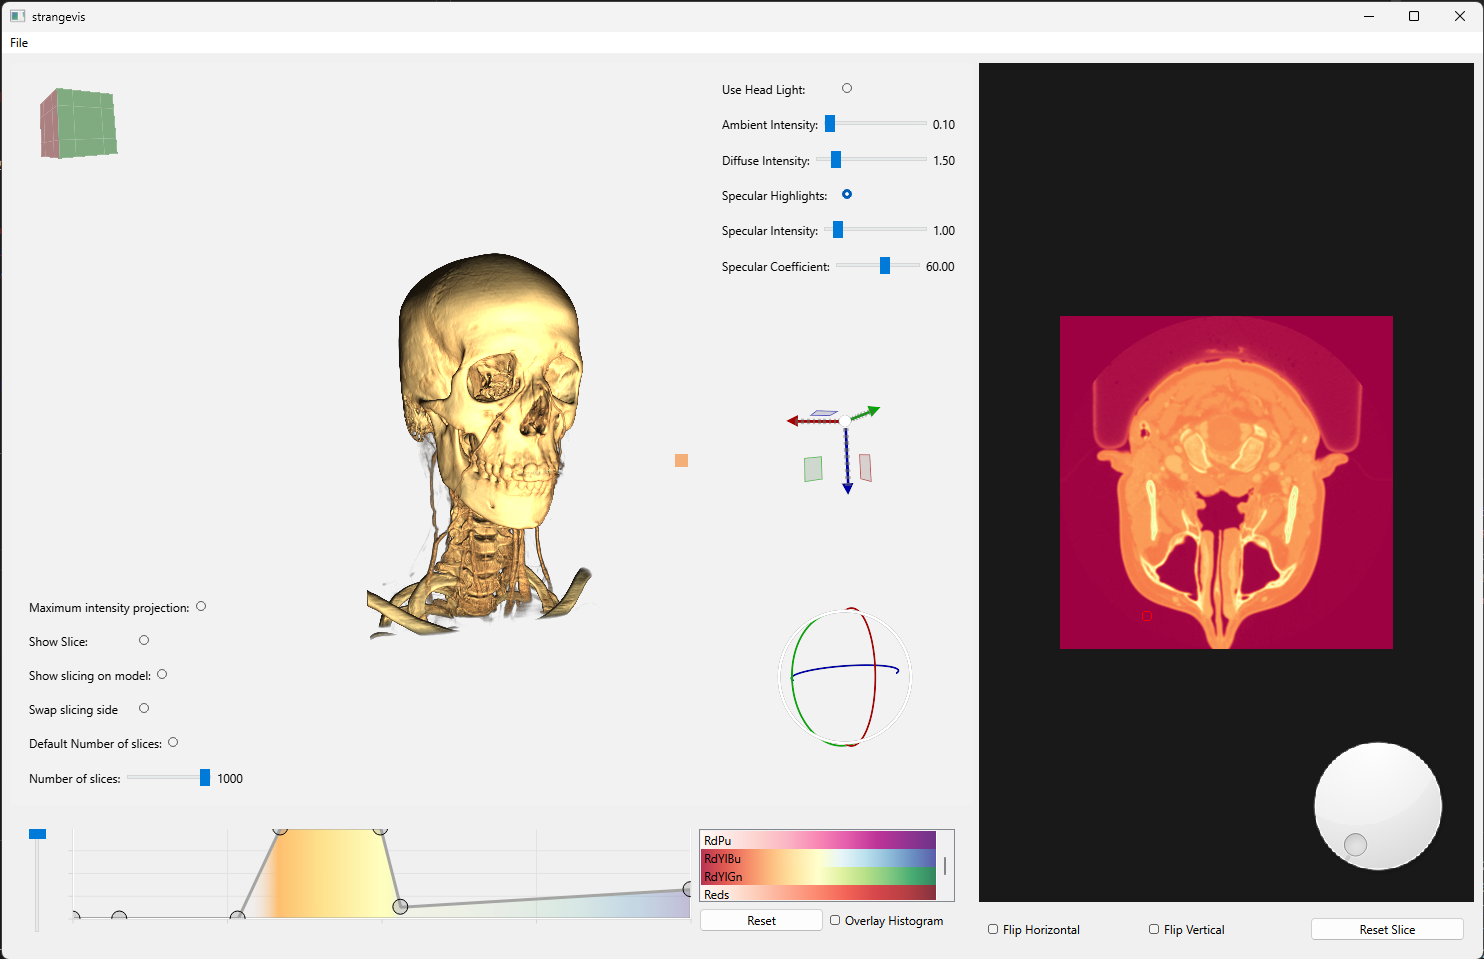 strangevis
File
Use Head Light:
Ambient Intensity: 0.10
Diffuse Intensity: 1.50
Specular Highlights:
Specular Intensity: 1.00
Specular Coefficient: 60.00
Maximum intensity projection:
Show Slice:
Show slicing on model:
Swap slicing side
Default Number of slices:
Number of slices: 1000
RdPu
RdYlBu
RdYlGn
Reds
Reset
Overlay Histogram
Flip Horizontal
Flip Vertical
Reset Slice